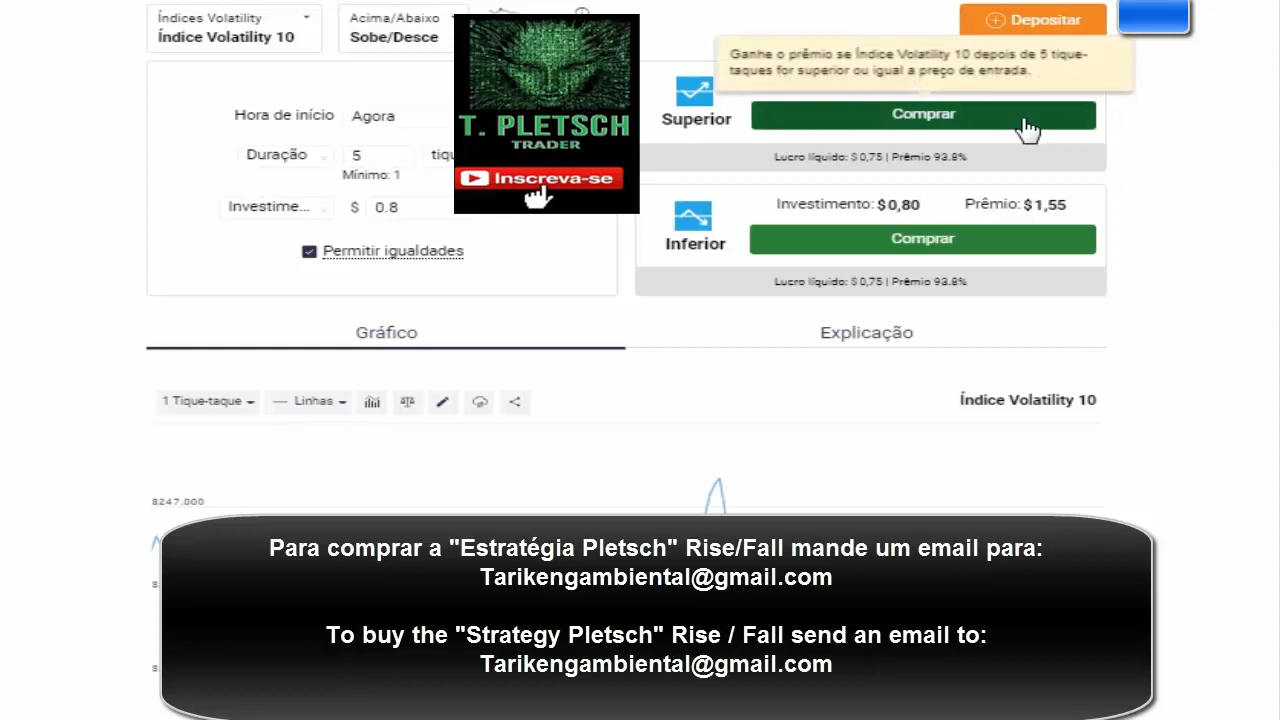 Índices Volatility
Índice Volatility 10
Acima/Abaixo
Sobe/Desce
Depositar
Ganhe o prêmio se Índice Volatility 10 depois de 5 tique-
taques for superior ou igual a preço de entrada.
Hora de início Agora
Duração 5 tiqu
Mínimo: 1
Investime... $ 0.8
Permitir igualdades
T. PLETSCH
TRADER
Inscreva-se
Superior
Comprar
Lucro líquido: $ 0,75 | Prêmio 93.8%
Investimento: $ 0,80 Prêmio: $ 1,55
Inferior
Comprar
Lucro líquido: $ 0,75 | Prêmio 93.8%
Gráfico Explicação
1 Tique-taque Linhas Índice Volatility 10
8247.000
Para comprar a "Estratégia Pletsch" Rise/Fall mande um email para:
Tarikengambiental@gmail.com
To buy the "Strategy Pletsch" Rise / Fall send an email to:
Tarikengambiental@gmail.com